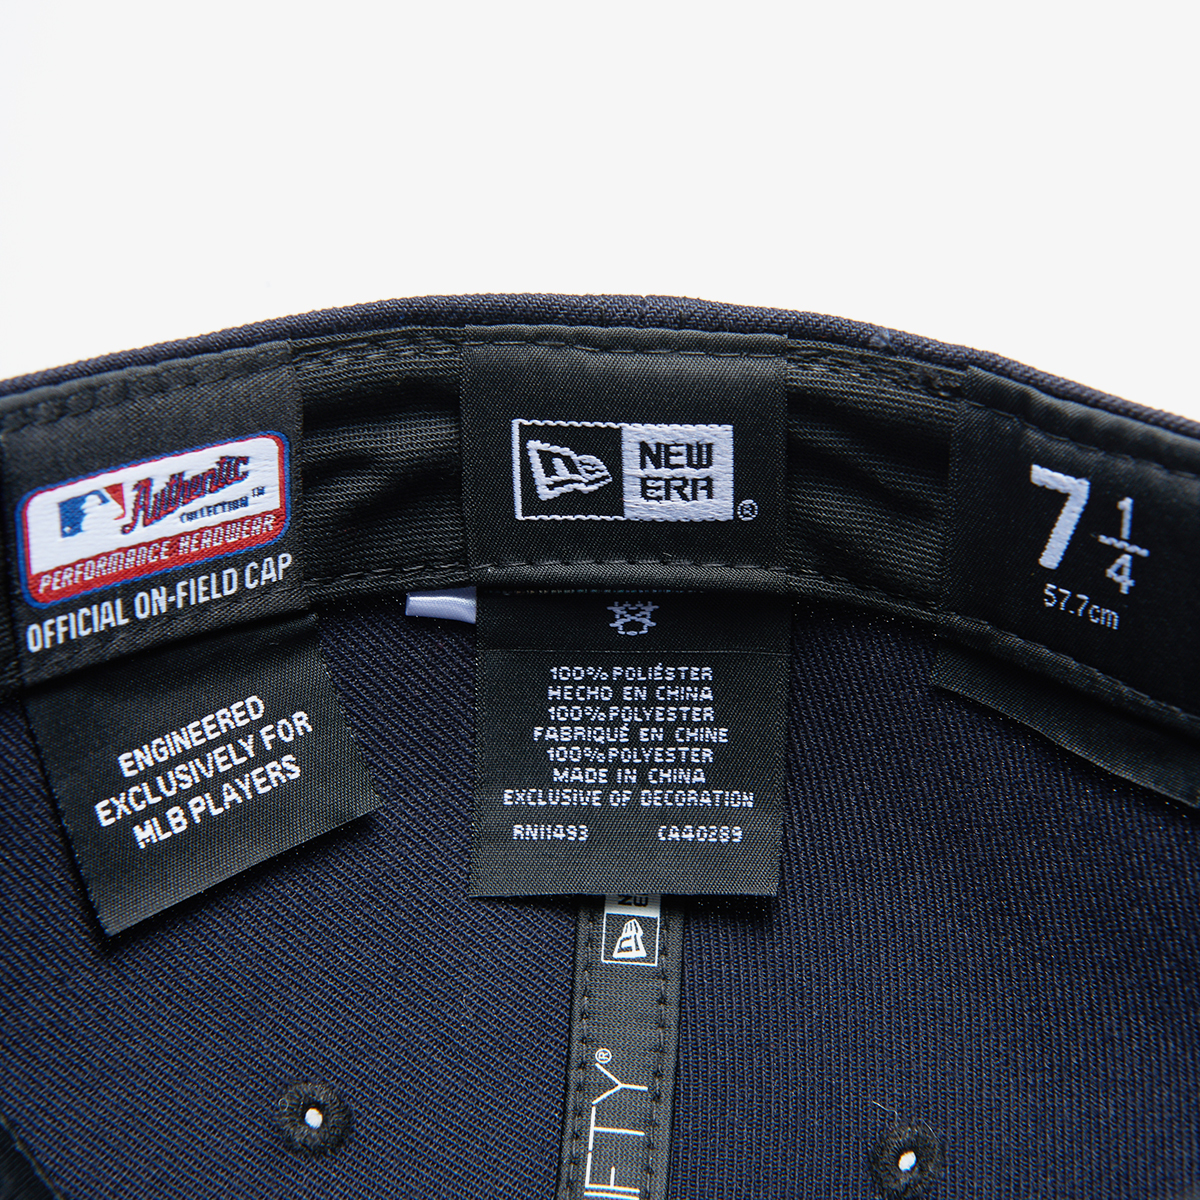 Authentic
COLLECTION™
PERFORMANCE HEADWEAR
OFFICIAL ON-FIELD CAP
ENGINEERED
EXCLUSIVELY FOR
MLB PLAYERS
NEW
ERA
®
100% POLIÉSTER
HECHO EN CHINA
100% POLYESTER
FABRIQUÉ EN CHINE
100% POLYESTER
MADE IN CHINA
EXCLUSIVE OF DECORATION
RN11493 CA40289
7 1/4
57.7cm